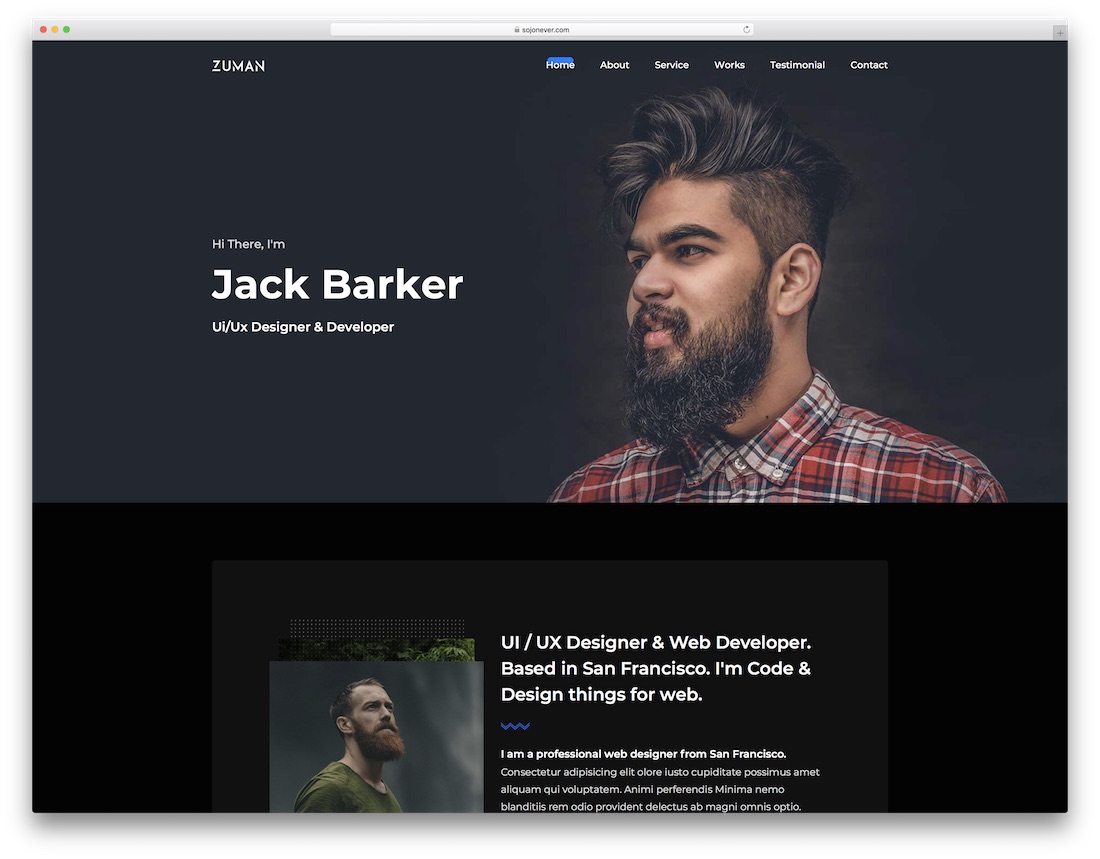 sojonever.com
ZUMAN
Home About Service Works Testimonial Contact
Hi There, I'm
Jack Barker
Ui/Ux Designer & Developer
UI / UX Designer & Web Developer.
Based in San Francisco. I'm Code &
Design things for web.
I am a professional web designer from San Francisco.
Consectetur adipisicing elit olore iusto cupiditate possimus amet
aliquam qui voluptatem. Animi perferendis Minima nemo
blanditiis rem odio provident delectus ab magni omnis optio.